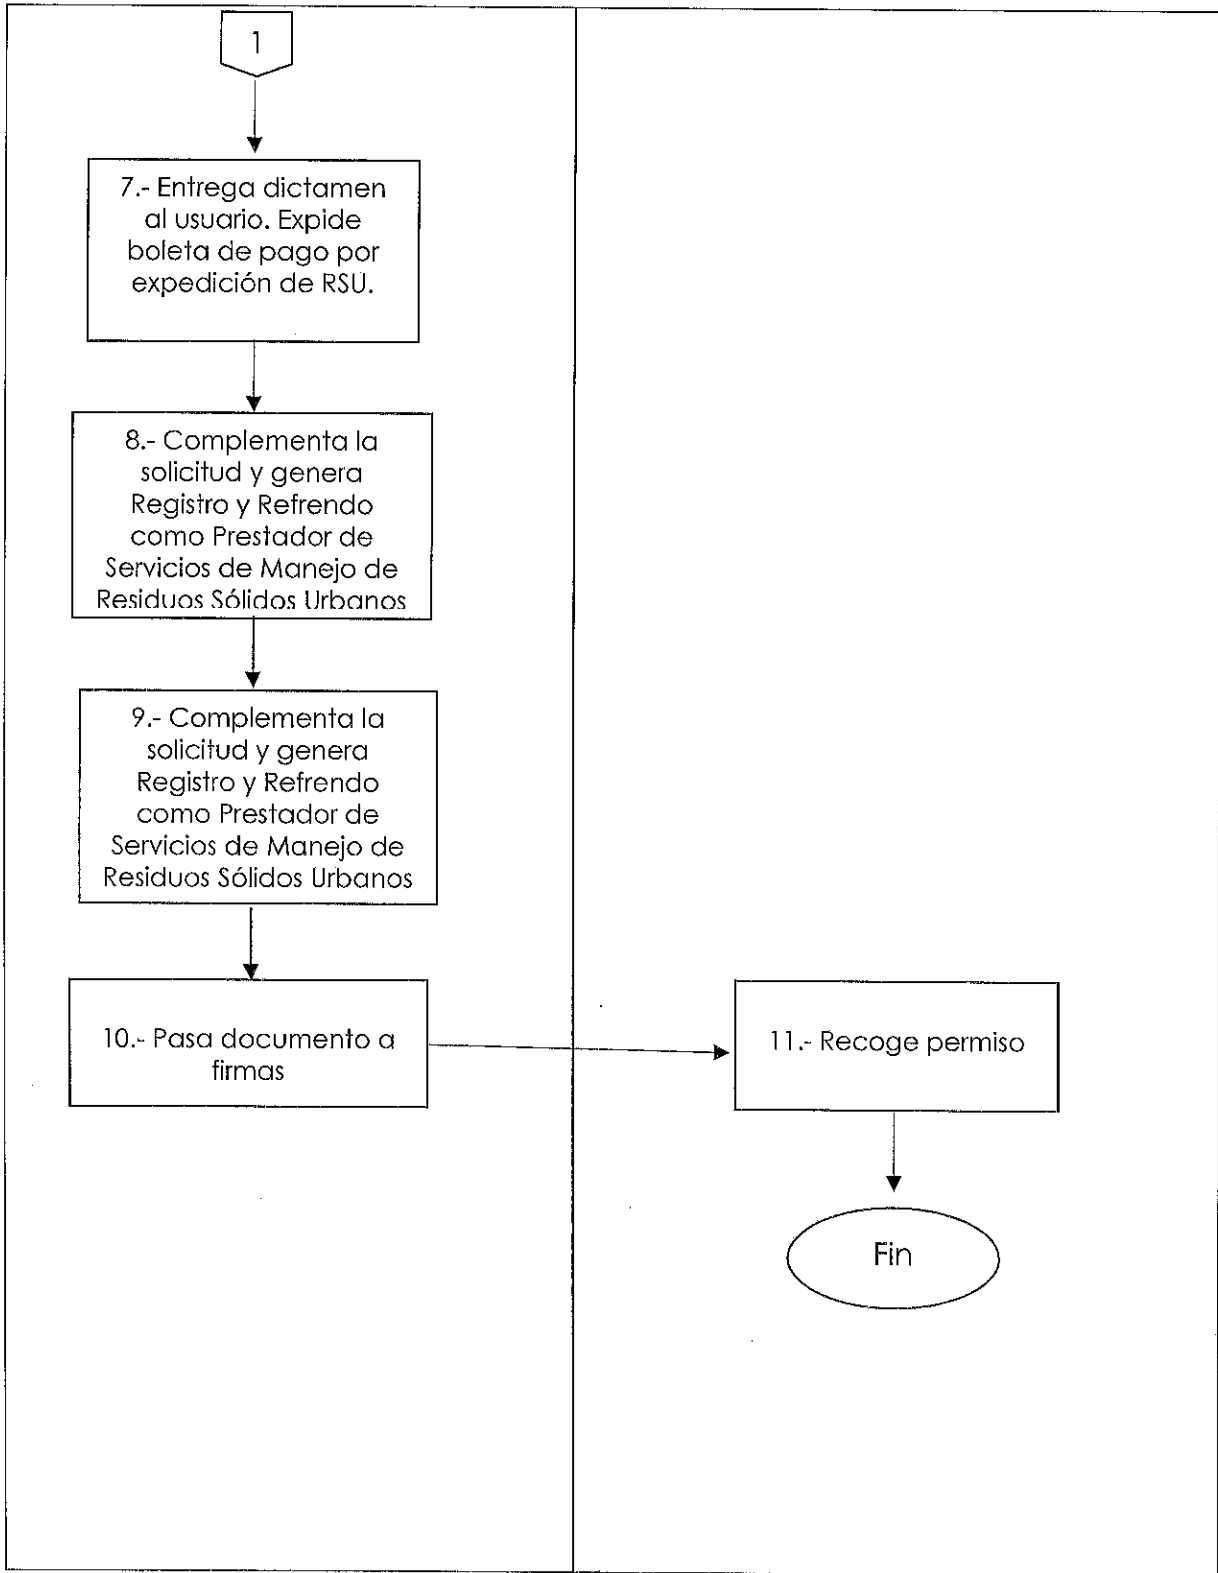 1
7.- Entrega dictamen
al usuario. Expide
boleta de pago por
expedición de RSU.
8.- Complementa la
solicitud y genera
Registro y Refrendo
como Prestador de
Servicios de Manejo de
Residuos Sólidos Urbanos
9.- Complementa la
solicitud y genera
Registro y Refrendo
como Prestador de
Servicios de Manejo de
Residuos Sólidos Urbanos
10.- Pasa documento a
firmas
11.- Recoge permiso
Fin